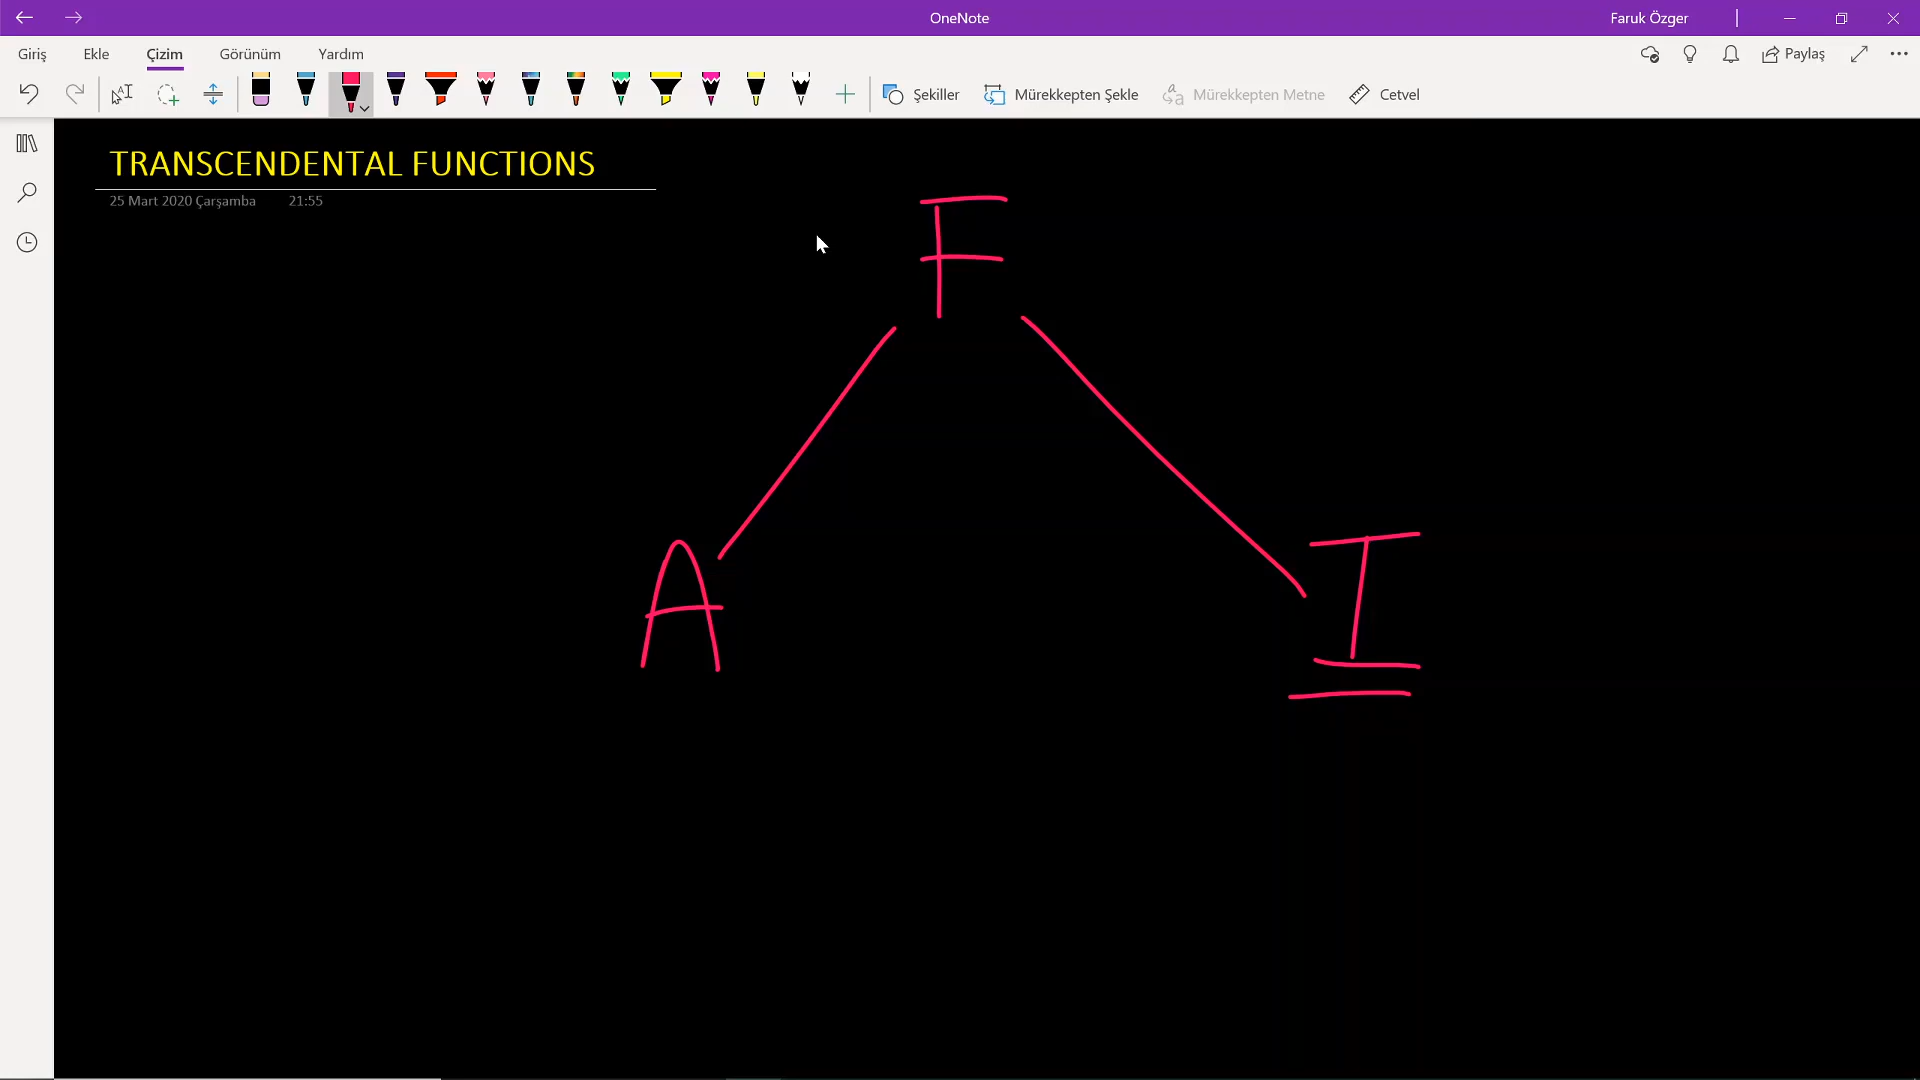 OneNote
Faruk Özger
Giriş Ekle Çizim Görünüm Yardım
Paylaş
Şekiller Mürekkepten Şekle Mürekkepten Metne Cetvel
TRANSCENDENTAL FUNCTIONS
25 Mart 2020 Çarşamba 21:55
F
A I